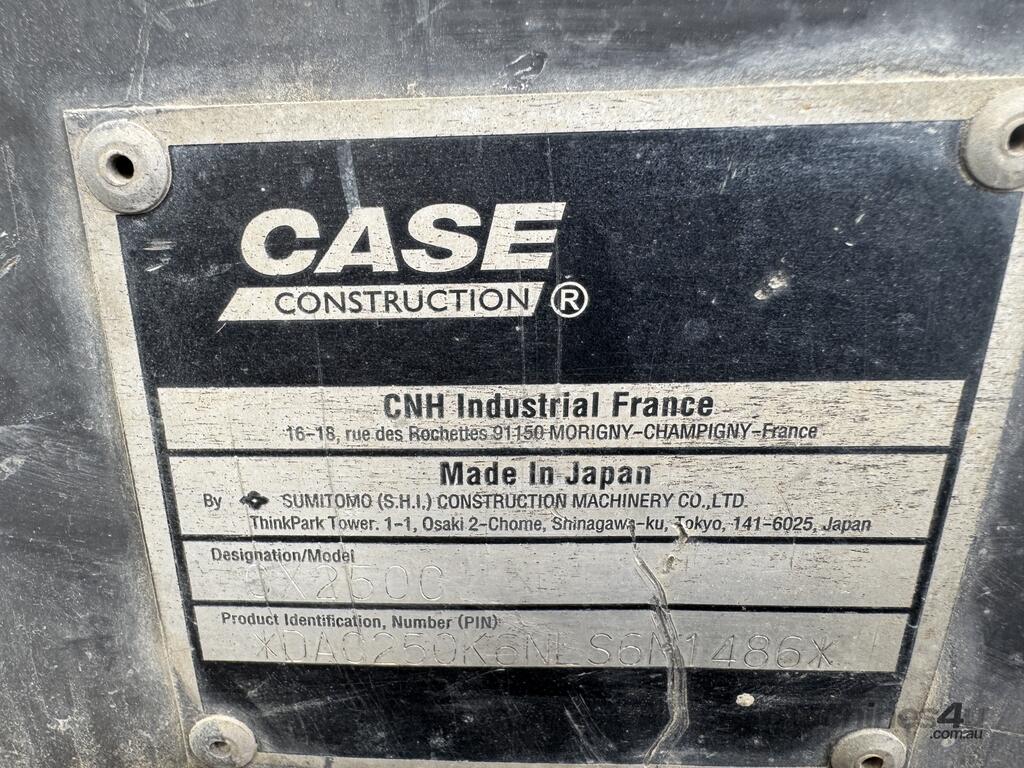 CASE
CONSTRUCTION ®
CNH Industrial France
16-18, rue des Rochettes 91150 MORIGNY-CHAMPIGNY-France
Made In Japan
By SUMITOMO (S.H.I.) CONSTRUCTION MACHINERY CO.,LTD.
ThinkPark Tower. 1-1, Osaki 2-Chome, Shinagawa-ku, Tokyo, 141-6025, Japan
Designation/Model
CX250C
Product Identification, Number (PIN)
*DAC250K6NLS6M1486*
machines4u
.com.au